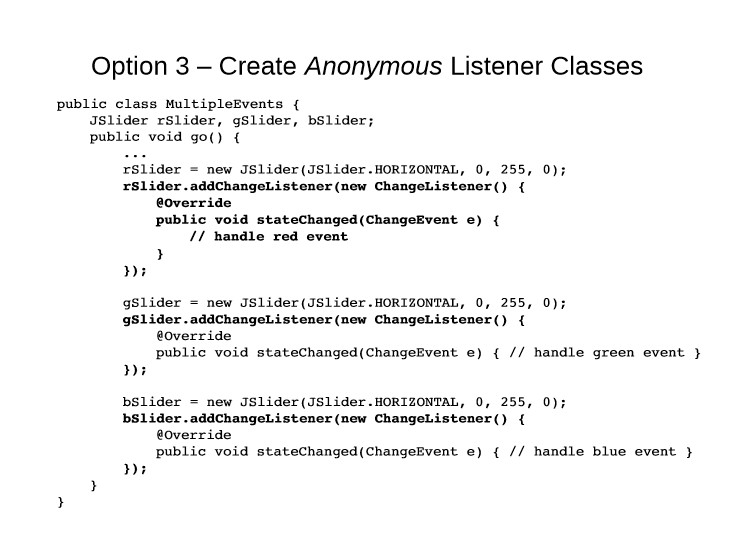 Option 3 – Create Anonymous Listener Classes
public class MultipleEvents {
    JSlider rSlider, gSlider, bSlider;
    public void go() {
        ...
        rSlider = new JSlider(JSlider.HORIZONTAL, 0, 255, 0);
        rSlider.addChangeListener(new ChangeListener() {
            @Override
            public void stateChanged(ChangeEvent e) {
                // handle red event
            }
        });

        gSlider = new JSlider(JSlider.HORIZONTAL, 0, 255, 0);
        gSlider.addChangeListener(new ChangeListener() {
            @Override
            public void stateChanged(ChangeEvent e) { // handle green event }
        });

        bSlider = new JSlider(JSlider.HORIZONTAL, 0, 255, 0);
        bSlider.addChangeListener(new ChangeListener() {
            @Override
            public void stateChanged(ChangeEvent e) { // handle blue event }
        });
    }
}